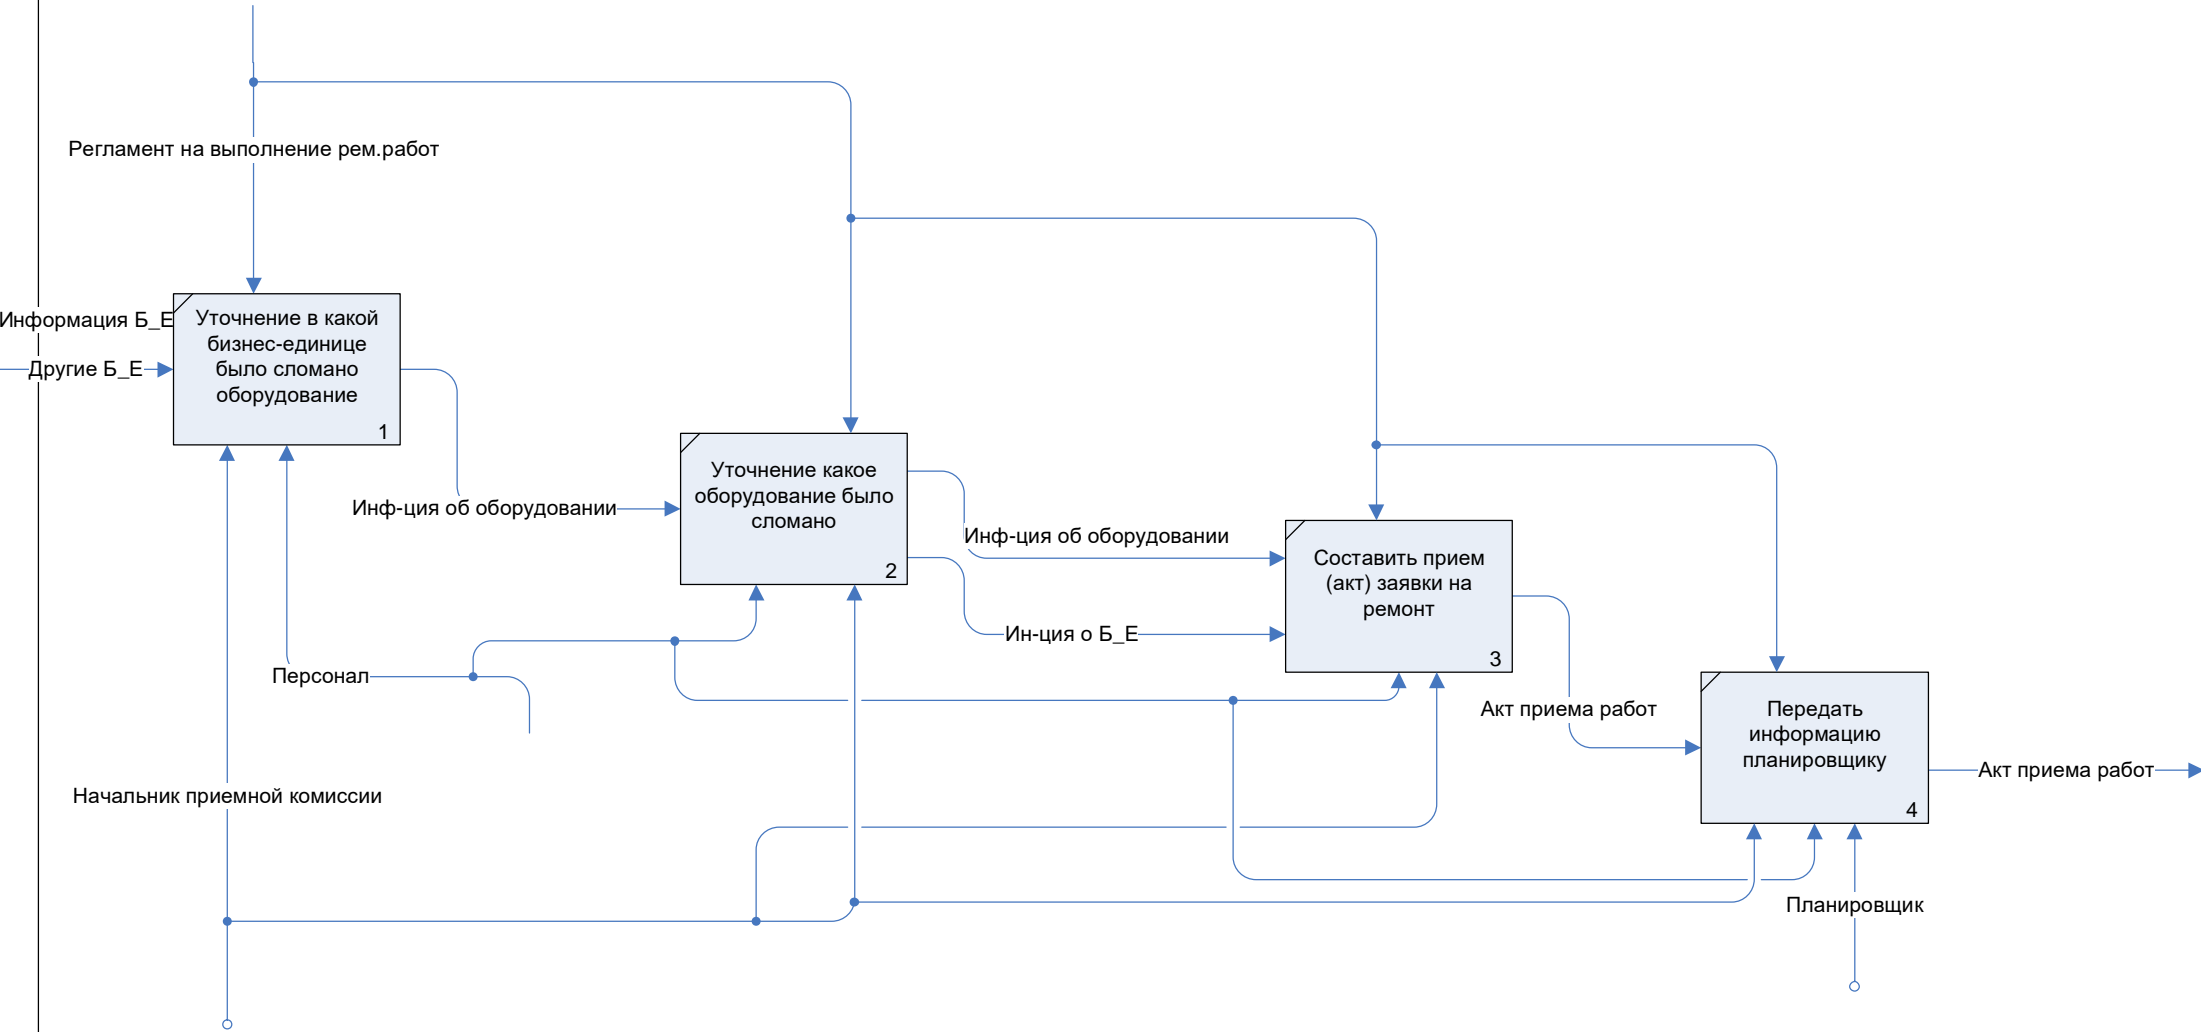 Регламент на выполнение рем.работ
Информация Б_Е
Другие Б_Е
Уточнение в какой
бизнес-единице
было сломано
оборудование
1
Инф-ция об оборудовании
Уточнение какое
оборудование было
сломано
2
Инф-ция об оборудовании
Ин-ция о Б_Е
Составить прием
(акт) заявки на
ремонт
3
Персонал
Акт приема работ
Передать
информацию
планировщику
4
Акт приема работ
Начальник приемной комиссии
Планировщик